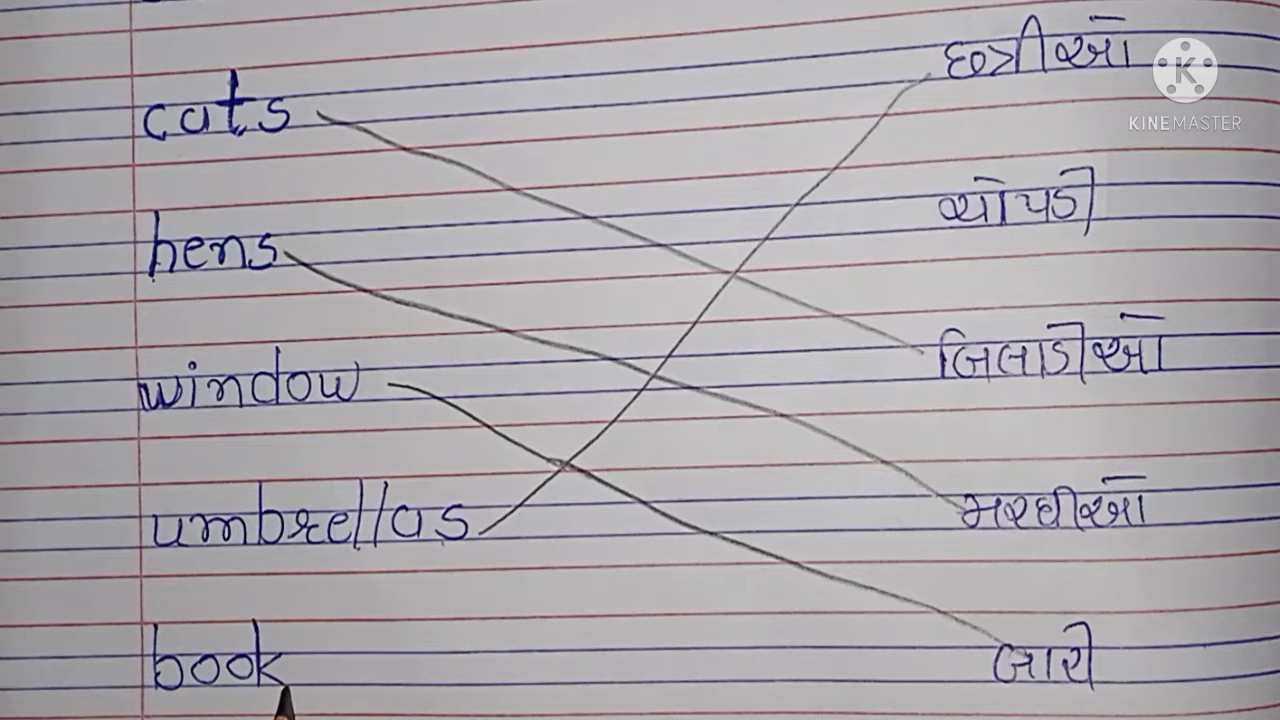 cats છત્રીઓ
KINEMASTER
hens ચોપડી
window બિલાડીઓ
umbrellas મરઘીઓ
book બારી